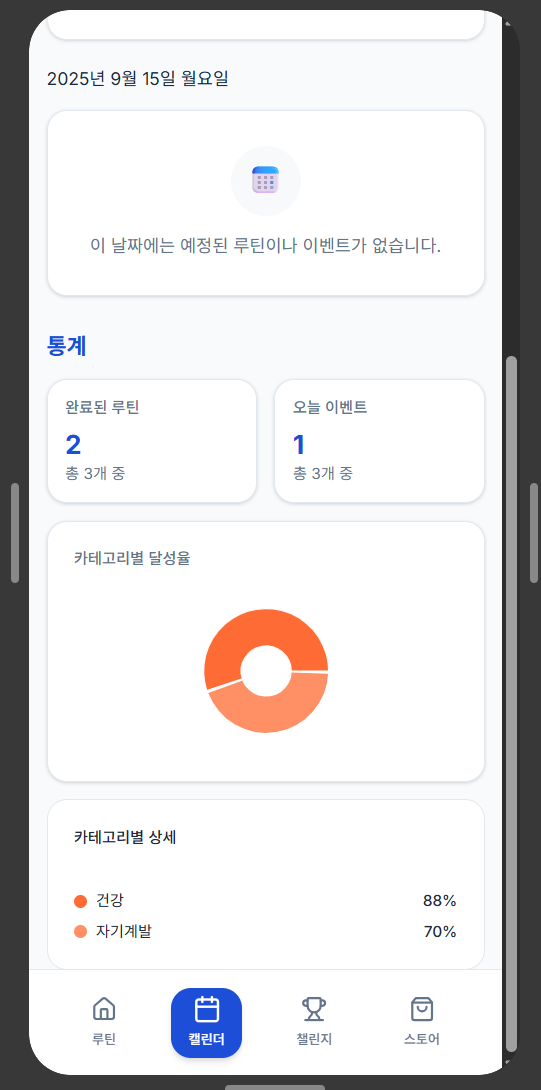 2025년 9월 15일 월요일
이 날짜에는 예정된 루틴이나 이벤트가 없습니다.
통계
완료된 루틴
2
총 3개 중
오늘 이벤트
1
총 3개 중
카테고리별 달성율
카테고리별 상세
건강 88%
자기계발 70%
루틴 캘린더 챌린지 스토어